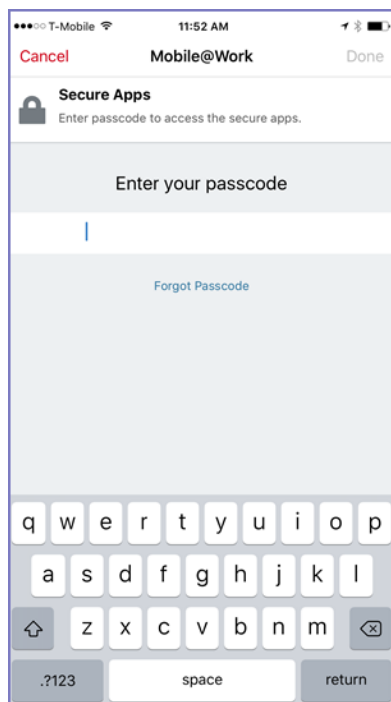 T-Mobile 11:52 AM
Cancel Mobile@Work Done
Secure Apps
Enter passcode to access the secure apps.
Enter your passcode
Forgot Passcode
q w e r t y u i o p
a s d f g h j k l
z x c v b n m
.?123 space return